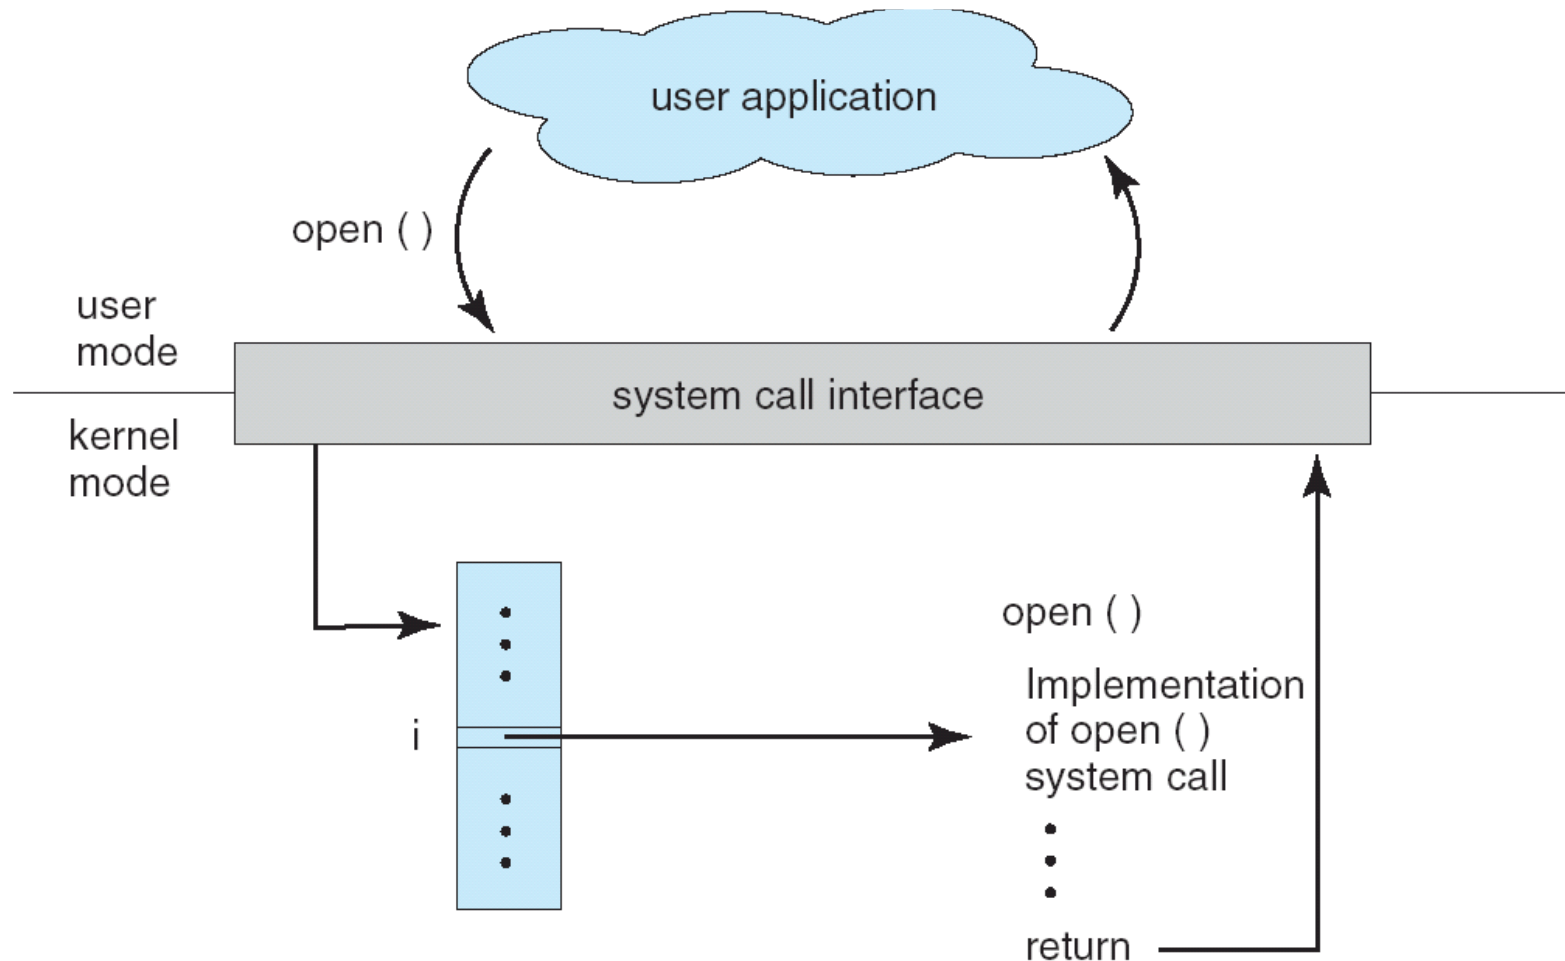 user application
open ( )
user
mode
system call interface
kernel
mode
open ( )
Implementation
of open ( )
system call
i
return